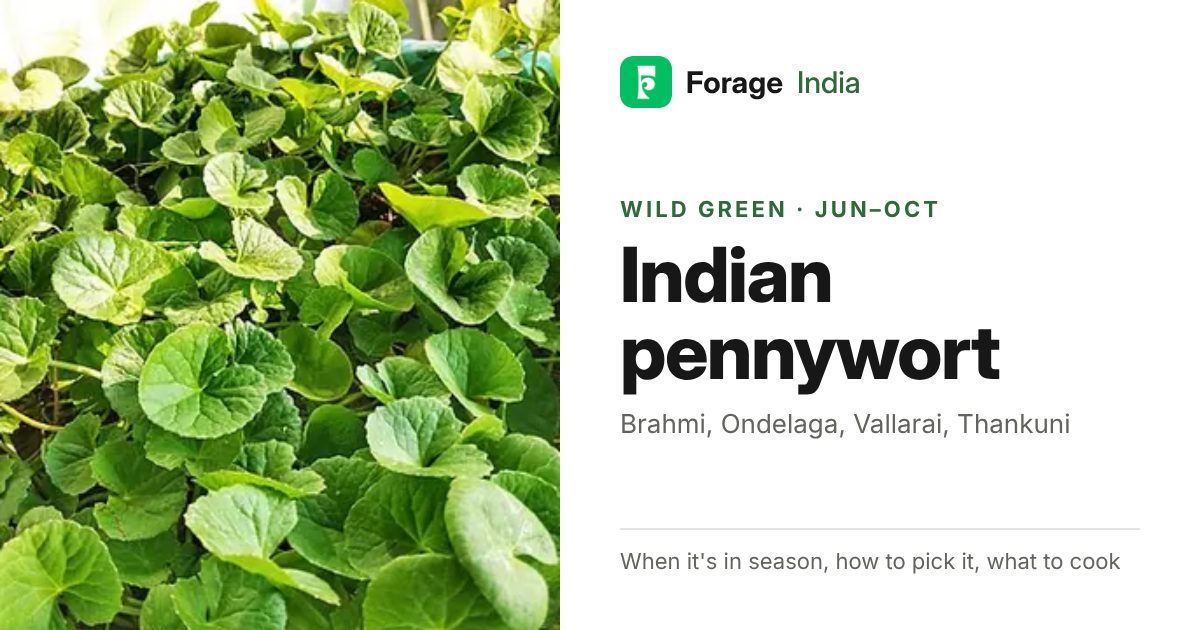 Forage India
WILD GREEN · JUN–OCT
Indian
pennywort
Brahmi, Ondelaga, Vallarai, Thankuni
When it's in season, how to pick it, what to cook